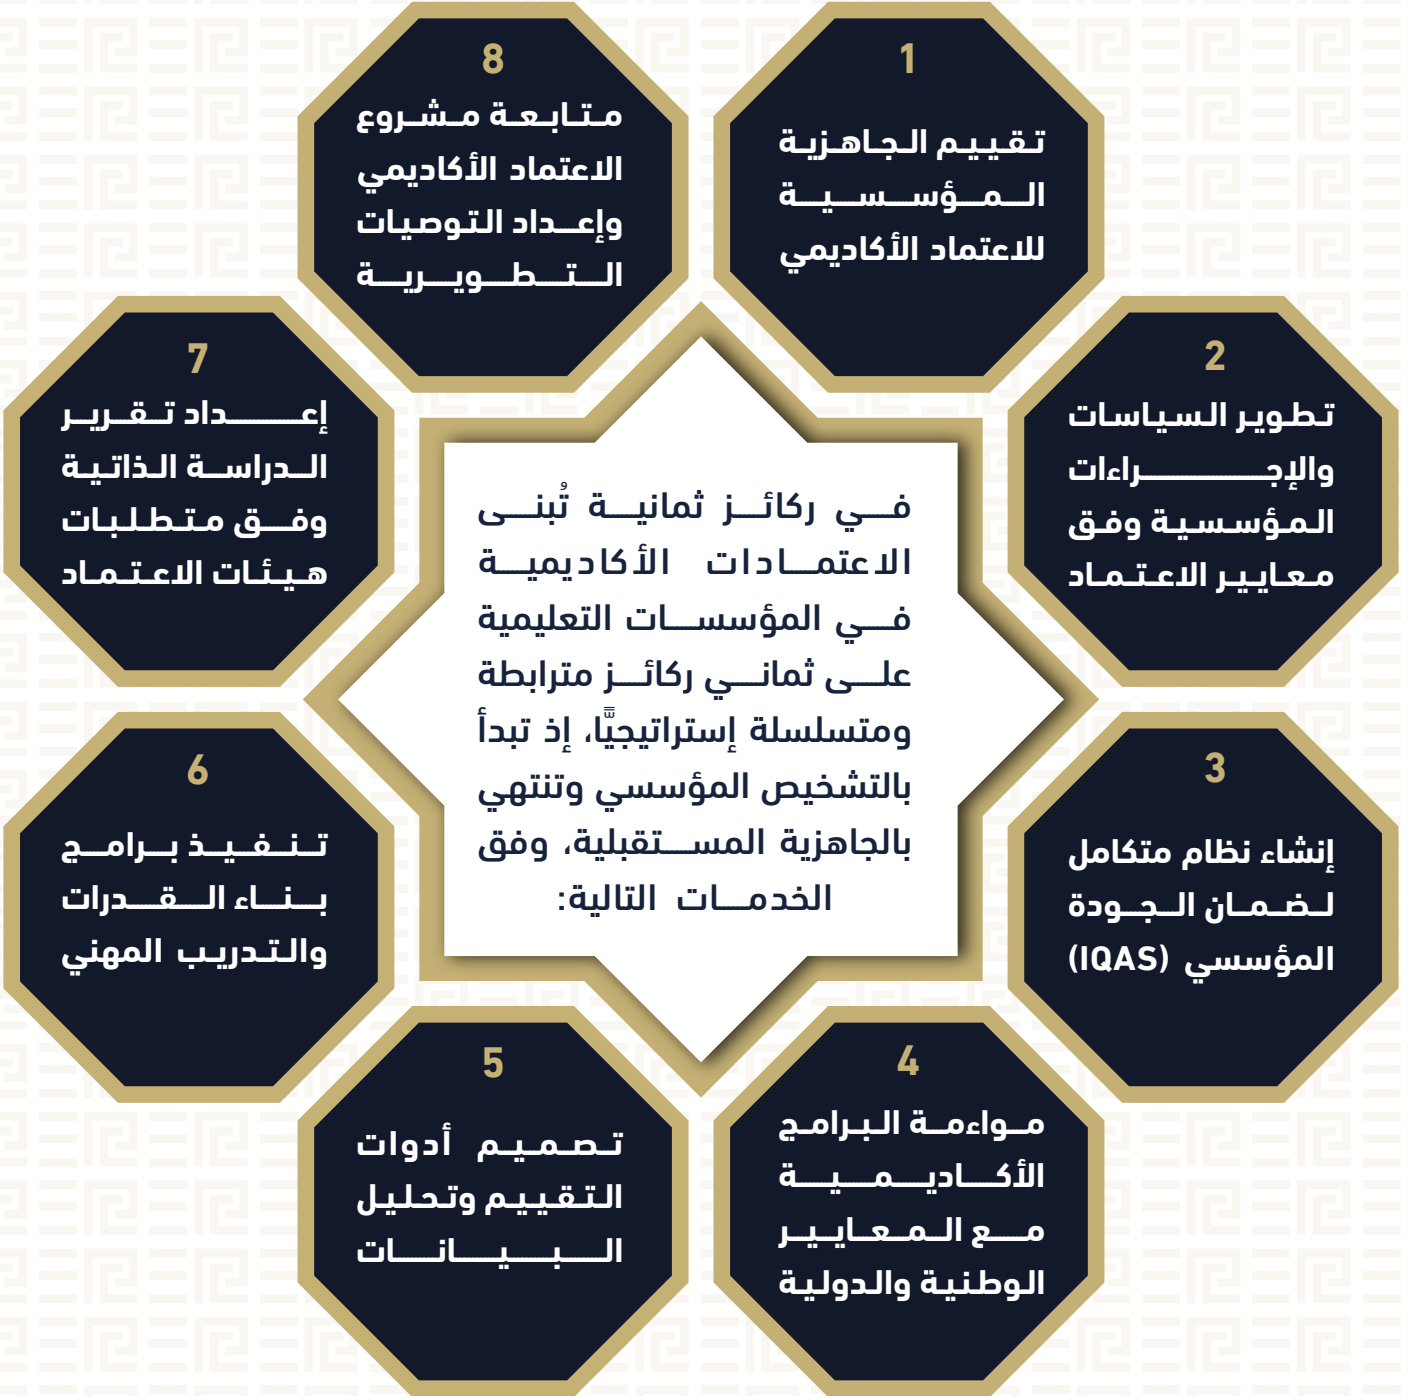 في ركائز ثمانية تُبنى
الاعتمادات الأكاديمية
في المؤسسات التعليمية
على ثماني ركائز مترابطة
ومتسلسلة إستراتيجيًّا، إذ تبدأ
بالتشخيص المؤسسي وتنتهي
بالجاهزية المستقبلية، وفق
الخدمات التالية:
1
تقييم الجاهزية
المؤسسية
للاعتماد الأكاديمي
2
تطوير السياسات
والإجراءات
المؤسسية وفق
معايير الاعتماد
3
إنشاء نظام متكامل
لضمان الجودة
المؤسسي (IQAS)
4
مواءمة البرامج
الأكاديمية
مع المعايير
الوطنية والدولية
5
تصميم أدوات
التقييم وتحليل
البيانات
6
تنفيذ برامج
بناء القدرات
والتدريب المهني
7
إعداد تقرير
الدراسة الذاتية
وفق متطلبات
هيئات الاعتماد
8
متابعة مشروع
الاعتماد الأكاديمي
وإعداد التوصيات
التطويرية